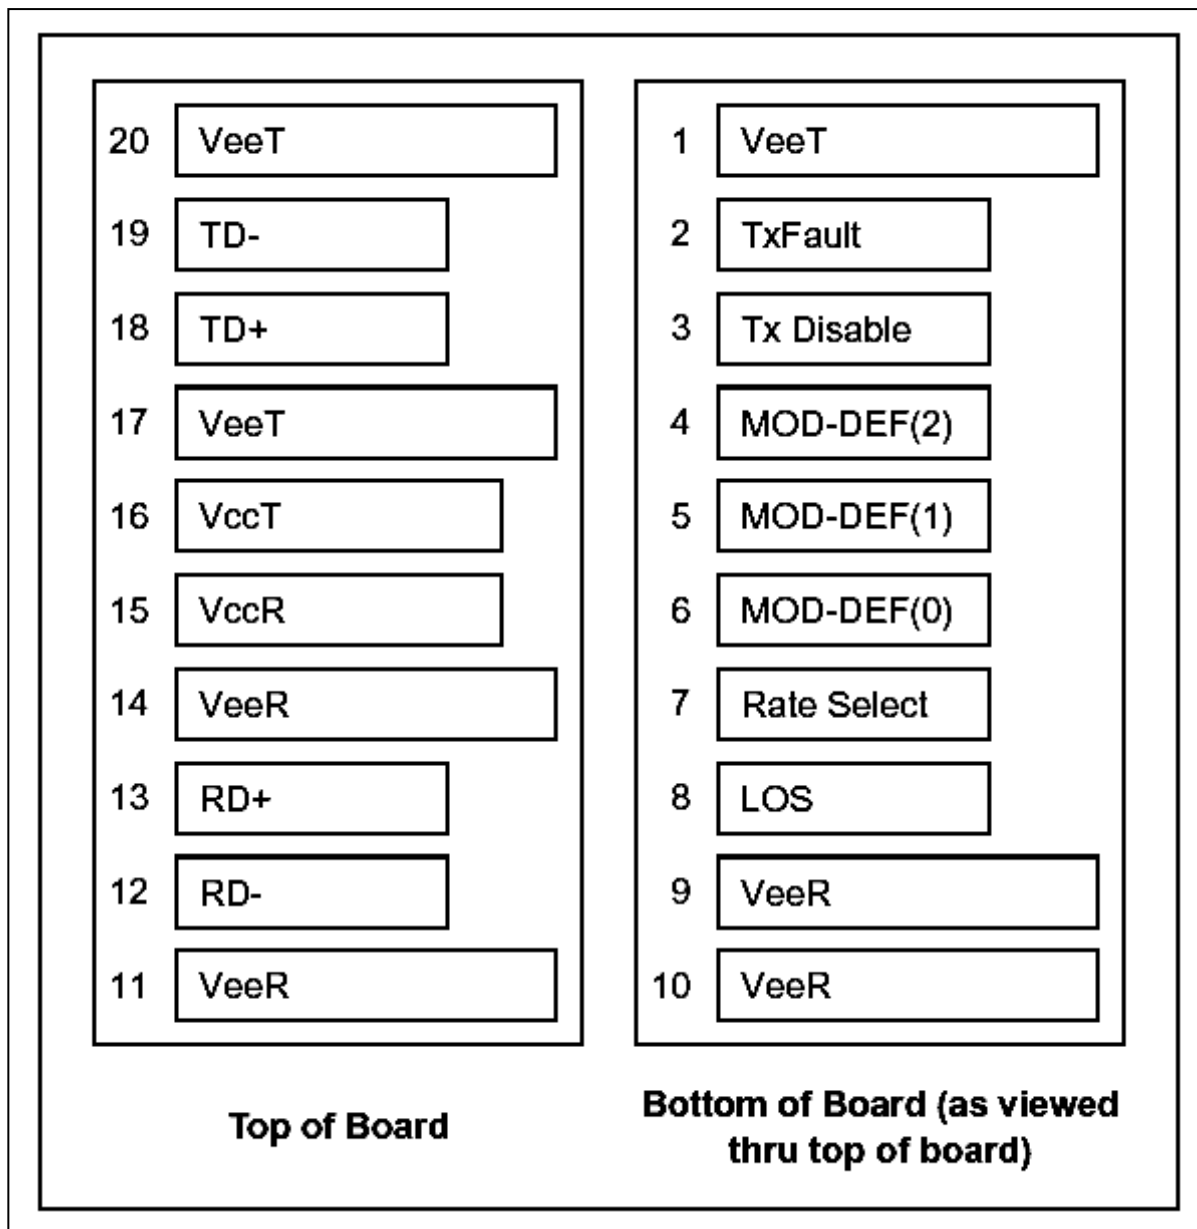 20 VeeT
19 TD-
18 TD+
17 VeeT
16 VccT
15 VccR
14 VeeR
13 RD+
12 RD-
11 VeeR
Top of Board
1 VeeT
2 TxFault
3 Tx Disable
4 MOD-DEF(2)
5 MOD-DEF(1)
6 MOD-DEF(0)
7 Rate Select
8 LOS
9 VeeR
10 VeeR
Bottom of Board (as viewed
thru top of board)